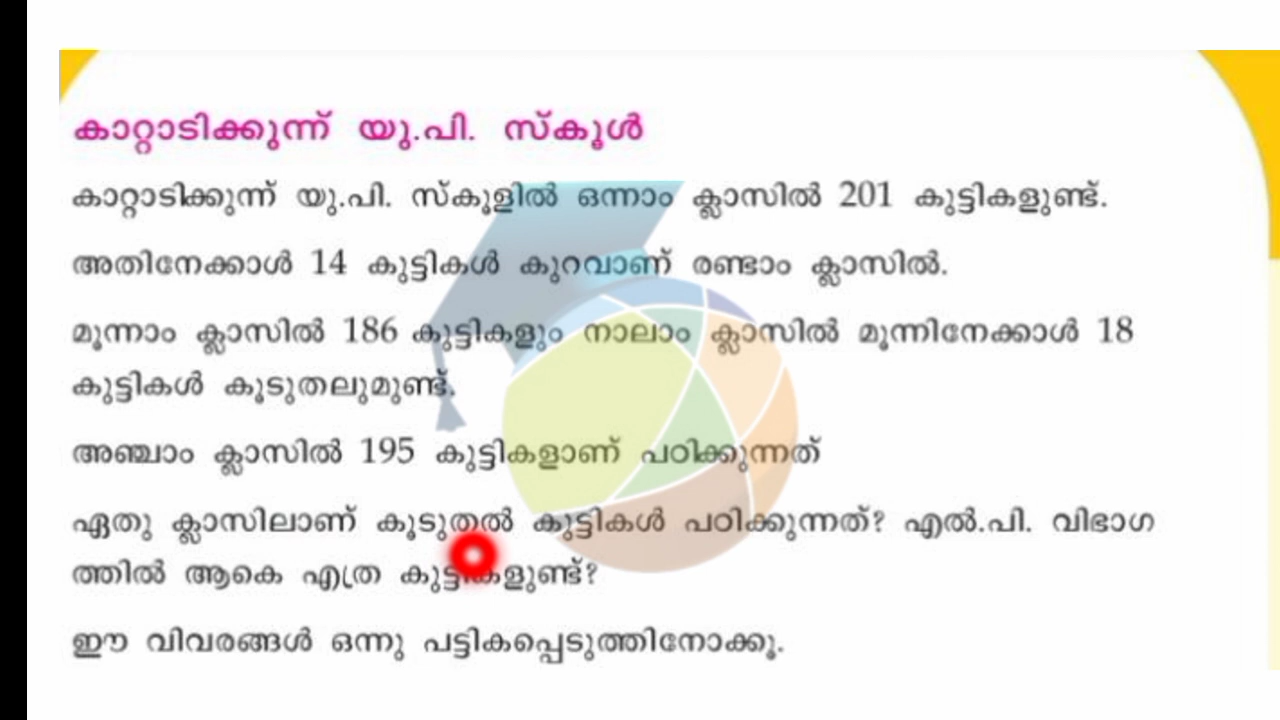 കാറ്റാടിക്കുന്ന് യു.പി. സ്കൂൾ
കാറ്റാടിക്കുന്ന് യു.പി. സ്കൂളിൽ ഒന്നാം ക്ലാസിൽ 201 കുട്ടികളുണ്ട്.
അതിനേക്കാൾ 14 കുട്ടികൾ കുറവാണ് രണ്ടാം ക്ലാസിൽ.
മൂന്നാം ക്ലാസിൽ 186 കുട്ടികളും നാലാം ക്ലാസിൽ മൂന്നിനേക്കാൾ 18
കുട്ടികൾ കൂടുതലുമുണ്ട്.
അഞ്ചാം ക്ലാസിൽ 195 കുട്ടികളാണ് പഠിക്കുന്നത്
ഏതു ക്ലാസിലാണ് കൂടുതൽ കുട്ടികൾ പഠിക്കുന്നത്? എൽ.പി. വിഭാഗ
ത്തിൽ ആകെ എത്ര കുട്ടികളുണ്ട്?
ഈ വിവരങ്ങൾ ഒന്നു പട്ടികപ്പെടുത്തിനോക്കൂ.